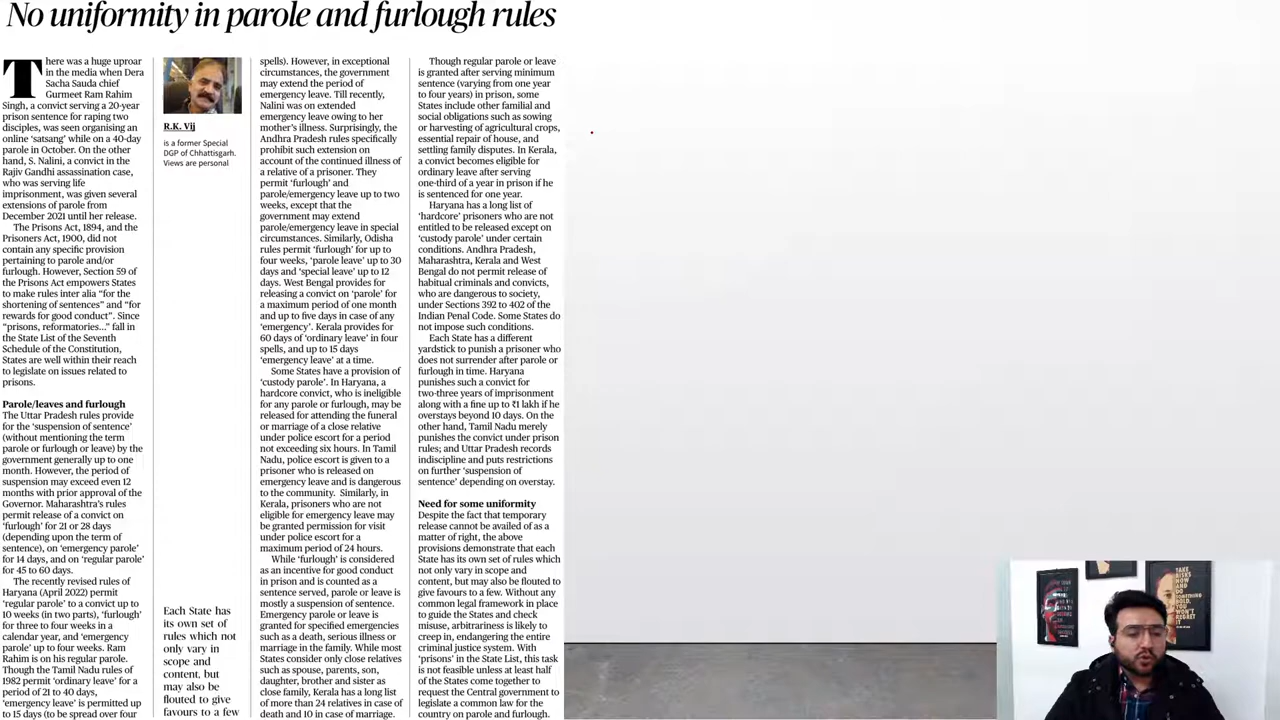 No uniformity in parole and furlough rules
There was a huge uproar
in the media when Dera
Sacha Sauda chief
Gurmeet Ram Rahim
Singh, a convict serving a 20-year
prison sentence for raping two
disciples, was seen organising an
online ‘satsang’ while on a 40-day
parole in October. On the other
hand, S. Nalini, a convict in the
Rajiv Gandhi assassination case,
who was serving life
imprisonment, was given several
extensions of parole from
December 2021 until her release.
The Prisons Act, 1894, and the
Prisoners Act, 1900, did not
contain any specific provision
pertaining to parole and/or
furlough. However, Section 59 of
the Prisons Act empowers States
to make rules inter alia “for the
shortening of sentences” and “for
rewards for good conduct”. Since
“prisons, reformatories...” fall in
the State List of the Seventh
Schedule of the Constitution,
States are well within their reach
to legislate on issues related to
prisons.
Parole/leaves and furlough
The Uttar Pradesh rules provide
for the ‘suspension of sentence’
(without mentioning the term
parole or furlough or leave) by the
government generally up to one
month. However, the period of
suspension may exceed even 12
months with prior approval of the
Governor. Maharashtra’s rules
permit release of a convict on
‘furlough’ for 21 or 28 days
(depending upon the term of
sentence), on ‘emergency parole’
for 14 days, and on ‘regular parole’
for 45 to 60 days.
The recently revised rules of
Haryana (April 2022) permit
‘regular parole’ to a convict up to
10 weeks (in two parts), ‘furlough’
for three to four weeks in a
calendar year, and ‘emergency
parole’ up to four weeks. Ram
Rahim is on his regular parole.
Though the Tamil Nadu rules of
1982 permit ‘ordinary leave’ for a
period of 21 to 40 days,
‘emergency leave’ is permitted up
to 15 days (to be spread over four
R.K. Vij
is a former Special
DGP of Chhattisgarh.
Views are personal
Each State has
its own set of
rules which not
only vary in
scope and
content, but
may also be
flouted to give
favours to a few
spells). However, in exceptional
circumstances, the government
may extend the period of
emergency leave. Till recently,
Nalini was on extended
emergency leave owing to her
mother’s illness. Surprisingly, the
Andhra Pradesh rules specifically
prohibit such extension on
account of the continued illness of
a relative of a prisoner. They
permit ‘furlough’ and
parole/emergency leave up to two
weeks, except that the
government may extend
parole/emergency leave in special
circumstances. Similarly, Odisha
rules permit ‘furlough’ for up to
four weeks, ‘parole leave’ up to 30
days and ‘special leave’ up to 12
days. West Bengal provides for
releasing a convict on ‘parole’ for
a maximum period of one month
and up to five days in case of any
‘emergency’. Kerala provides for
60 days of ‘ordinary leave’ in four
spells, and up to 15 days
‘emergency leave’ at a time.
Some States have a provision of
‘custody parole’. In Haryana, a
hardcore convict, who is ineligible
for any parole or furlough, may be
released for attending the funeral
or marriage of a close relative
under police escort for a period
not exceeding six hours. In Tamil
Nadu, police escort is given to a
prisoner who is released on
emergency leave and is dangerous
to the community. Similarly, in
Kerala, prisoners who are not
eligible for emergency leave may
be granted permission for visit
under police escort for a
maximum period of 24 hours.
While ‘furlough’ is considered
as an incentive for good conduct
in prison and is counted as a
sentence served, parole or leave is
mostly a suspension of sentence.
Emergency parole or leave is
granted for specified emergencies
such as a death, serious illness or
marriage in the family. While most
States consider only close relatives
such as spouse, parents, son,
daughter, brother and sister as
close family, Kerala has a long list
of more than 24 relatives in case of
death and 10 in case of marriage.
Though regular parole or leave
is granted after serving minimum
sentence (varying from one year
to four years) in prison, some
States include other familial and
social obligations such as sowing
or harvesting of agricultural crops,
essential repair of house, and
settling family disputes. In Kerala,
a convict becomes eligible for
ordinary leave after serving
one-third of a year in prison if he
is sentenced for one year.
Haryana has a long list of
‘hardcore’ prisoners who are not
entitled to be released except on
‘custody parole’ under certain
conditions. Andhra Pradesh,
Maharashtra, Kerala and West
Bengal do not permit release of
habitual criminals and convicts,
who are dangerous to society,
under Sections 392 to 402 of the
Indian Penal Code. Some States do
not impose such conditions.
Each State has a different
yardstick to punish a prisoner who
does not surrender after parole or
furlough in time. Haryana
punishes such a convict for
two-three years of imprisonment
along with a fine up to ₹1 lakh if he
overstays beyond 10 days. On the
other hand, Tamil Nadu merely
punishes the convict under prison
rules; and Uttar Pradesh records
indiscipline and puts restrictions
on further ‘suspension of
sentence’ depending on overstay.
Need for some uniformity
Despite the fact that temporary
release cannot be availed of as a
matter of right, the above
provisions demonstrate that each
State has its own set of rules which
not only vary in scope and
content, but may also be flouted to
give favours to a few. Without any
common legal framework in place
to guide the States and check
misuse, arbitrariness is likely to
creep in, endangering the entire
criminal justice system. With
‘prisons’ in the State List, this task
is not feasible unless at least half
of the States come together to
request the Central government to
legislate a common law for the
country on parole and furlough.
TAKE
RISKS
NOW
AND DO